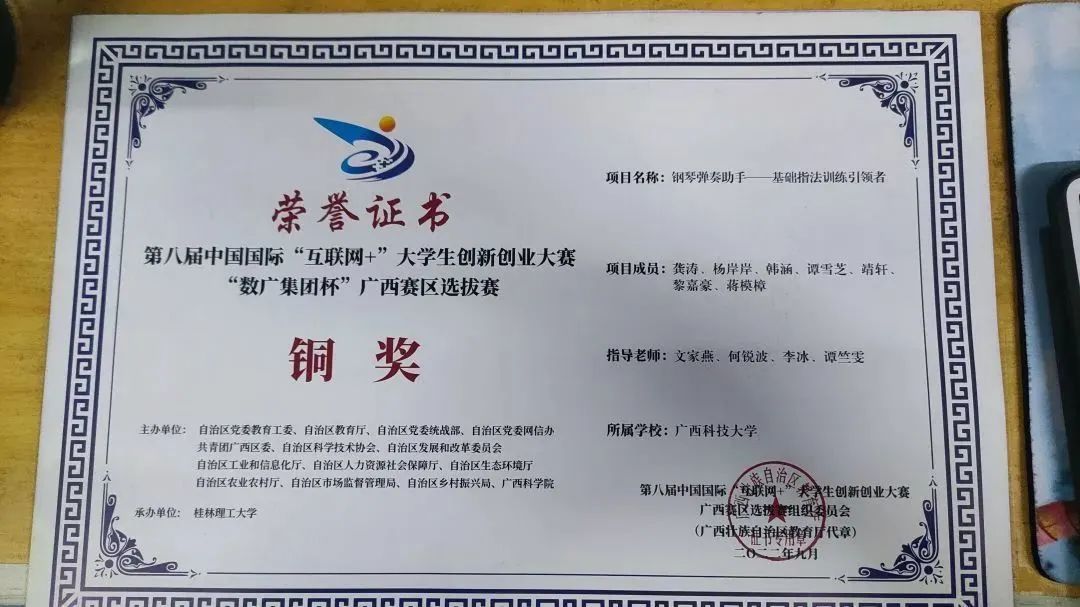 荣誉证书
第八届中国国际“互联网+”大学生创新创业大赛
“数广集团杯”广西赛区选拔赛
铜奖
主办单位：自治区党委教育工委、自治区教育厅、自治区党委统战部、自治区党委网信办
共青团广西区委、自治区科学技术协会、自治区发展和改革委员会
自治区工业和信息化厅、自治区人力资源社会保障厅、自治区生态环境厅
自治区农业农村厅、自治区市场监督管理局、自治区乡村振兴局、广西科学院
承办单位：桂林理工大学
项目名称：钢琴弹奏助手——基础指法训练引领者
项目成员：龚涛、杨岸岸、韩涵、谭雪芝、靖轩、
黎嘉豪、蒋模樟
指导老师：文家燕、何锐波、李冰、谭竺雯
所属学校：广西科技大学
第八届中国国际“互联网+”大学生创新创业大赛
广西赛区选拔赛组织委员会
(广西壮族自治区教育厅代章)
二〇二二年九月
证书专用章